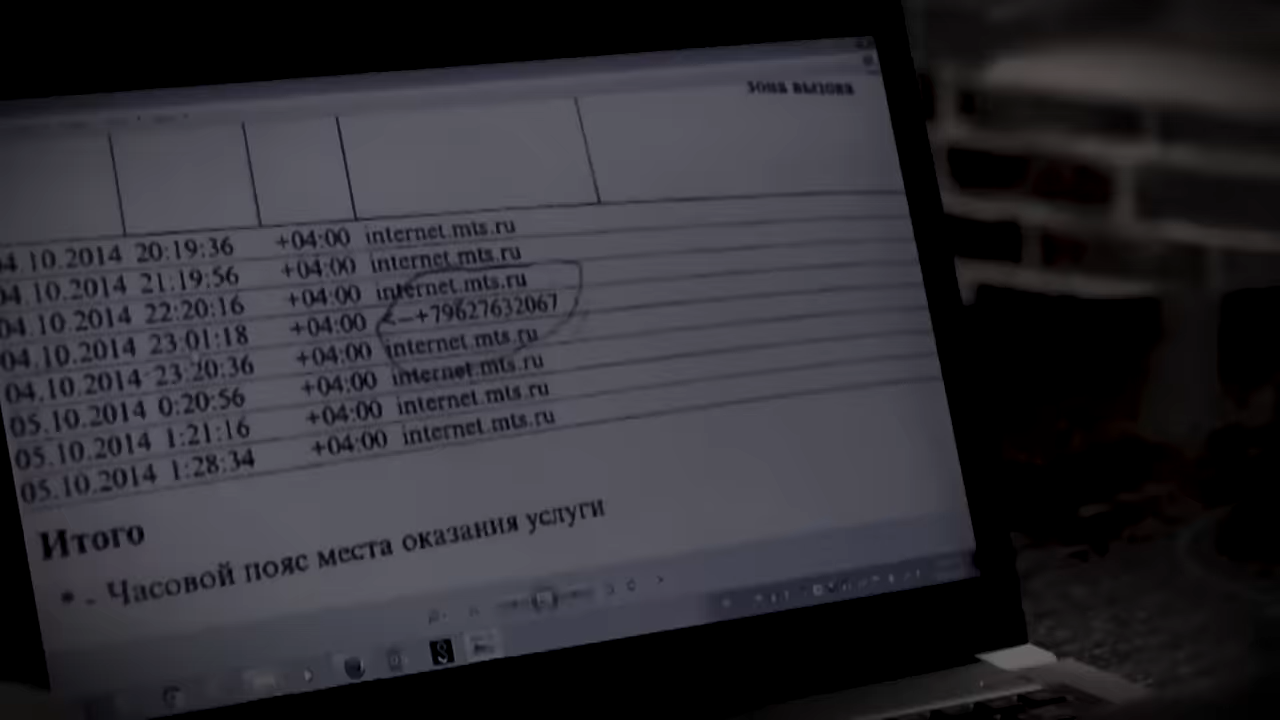 зона вызова
04.10.2014 20:19:36 +04:00 internet.mts.ru
04.10.2014 21:19:56 +04:00 internet.mts.ru
04.10.2014 22:20:16 +04:00 internet.mts.ru
04.10.2014 23:01:18 +04:00 <--+79627632067
04.10.2014 23:20:36 +04:00 internet.mts.ru
05.10.2014 0:20:56 +04:00 internet.mts.ru
05.10.2014 1:21:16 +04:00 internet.mts.ru
05.10.2014 1:28:34 +04:00 internet.mts.ru
Итого
* - Часовой пояс места оказания услуги